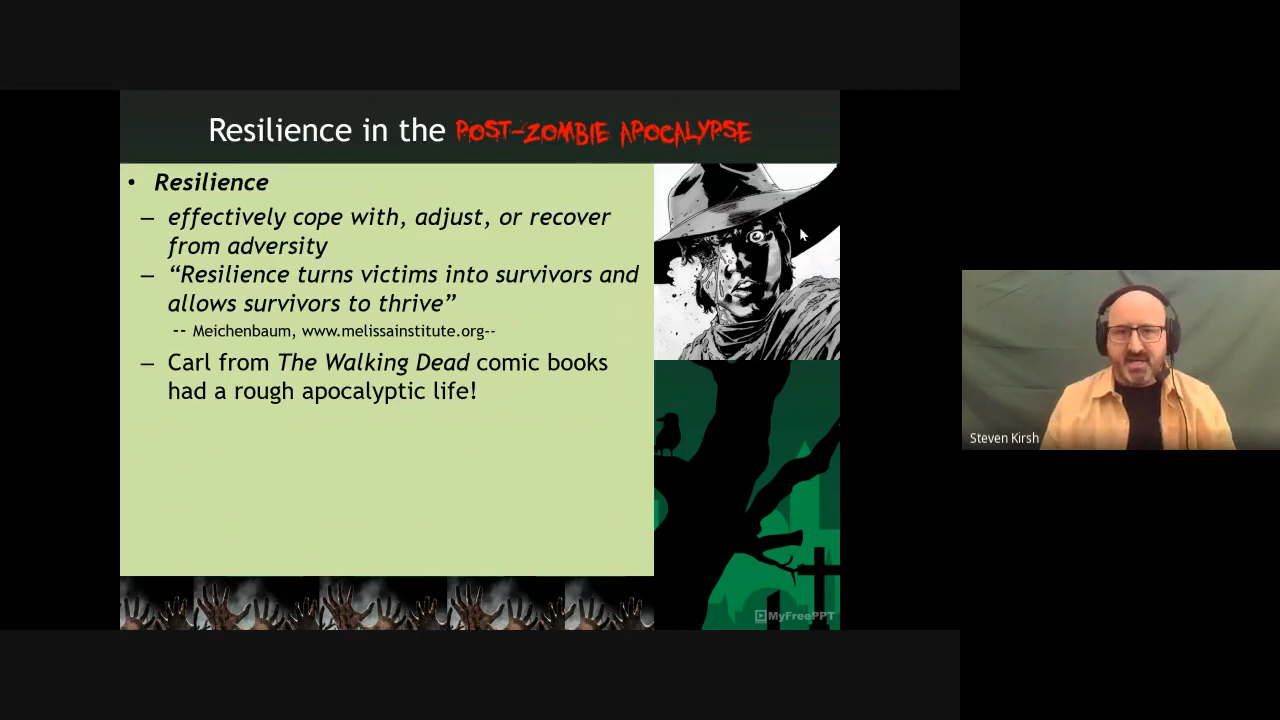 Resilience in the POST-ZOMBIE APOCALYPSE
• Resilience
– effectively cope with, adjust, or recover
from adversity
– “Resilience turns victims into survivors and
allows survivors to thrive”
-- Meichenbaum, www.melissainstitute.org--
– Carl from The Walking Dead comic books
had a rough apocalyptic life!
MyFreePPT
Steven Kirsh